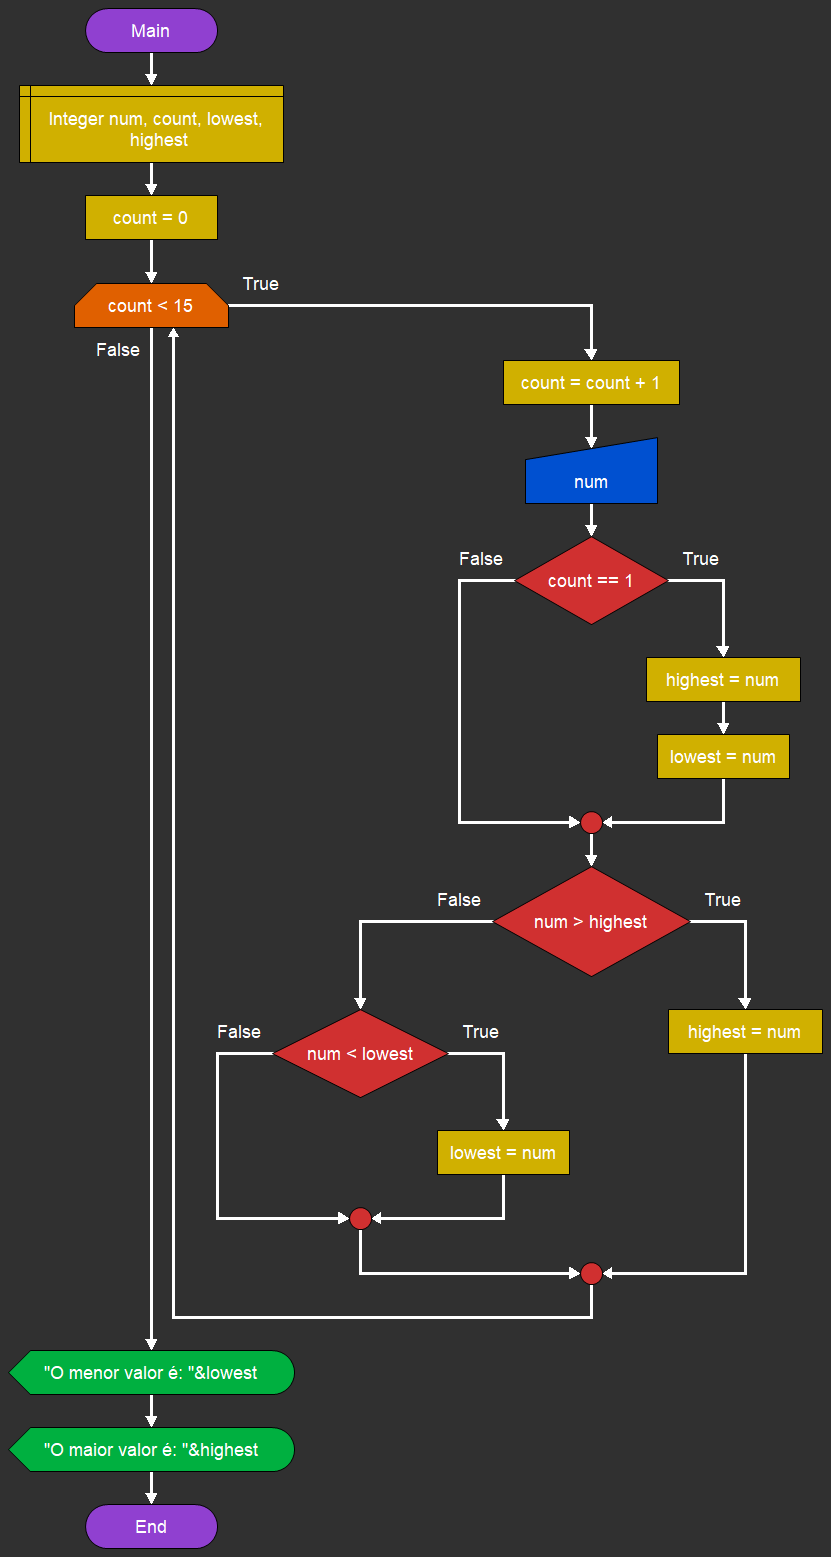 Main
Integer num, count, lowest,
highest
count = 0
count < 15
True
False
count = count + 1
num
count == 1
False
True
highest = num
lowest = num
num > highest
False
True
num < lowest
False
True
highest = num
lowest = num
"O menor valor é: "&lowest
"O maior valor é: "&highest
End